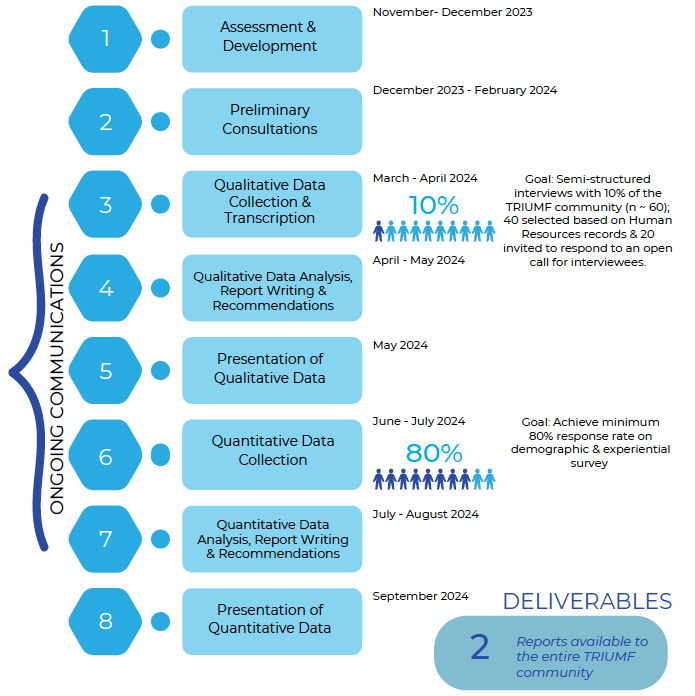 1
Assessment &
Development
November- December 2023
2
Preliminary
Consultations
December 2023 - February 2024
ONGOING COMMUNICATIONS
3
Qualitative Data
Collection &
Transcription
March - April 2024
10%
Goal: Semi-structured
interviews with 10% of the
TRIUMF community (n ~ 60);
40 selected based on Human
Resources records & 20
invited to respond to an open
call for interviewees.
4
Qualitative Data Analysis,
Report Writing &
Recommendations
April - May 2024
5
Presentation of
Qualitative Data
May 2024
6
Quantitative Data
Collection
June - July 2024
80%
Goal: Achieve minimum
80% response rate on
demographic & experiential
survey
7
Quantitative Data
Analysis, Report Writing
& Recommendations
July - August 2024
8
Presentation of
Quantitative Data
September 2024
DELIVERABLES
2
Reports available to
the entire TRIUMF
community